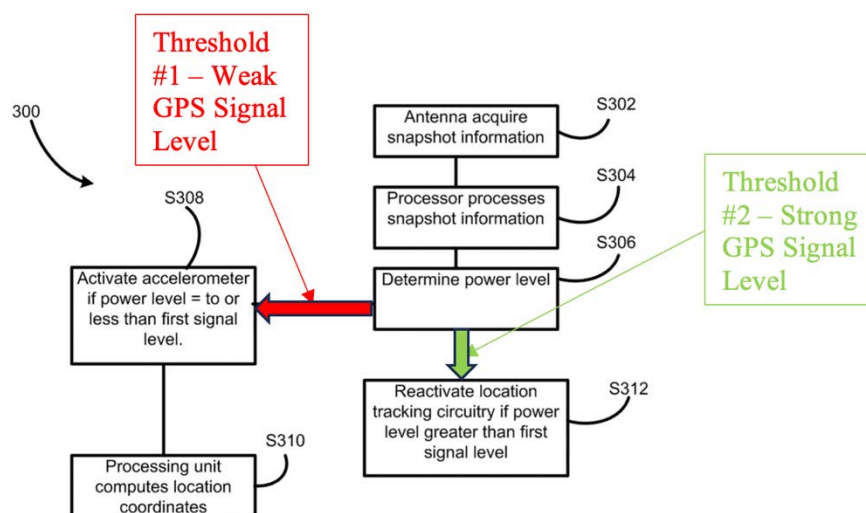 Threshold
#1 – Weak
GPS Signal
Level
300
S302
Antenna acquire
snapshot information
S304
Processor processes
snapshot information
Threshold
#2 – Strong
GPS Signal
Level
S308
S306
Activate accelerometer
if power level = to or
less than first signal
level.
Determine power level
Reactivate location
tracking circuitry if power
level greater than first
signal level
S312
S310
Processing unit
computes location
coordinates